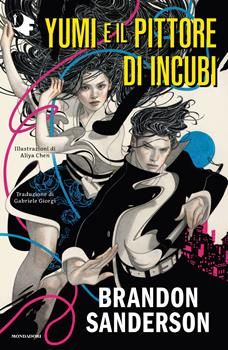 YUMI E IL PITTORE
DI INCUBI
Illustrazioni di
Aliya Chen
Traduzione di
Gabriele Giorgi
BRANDON
SANDERSON
MONDADORI